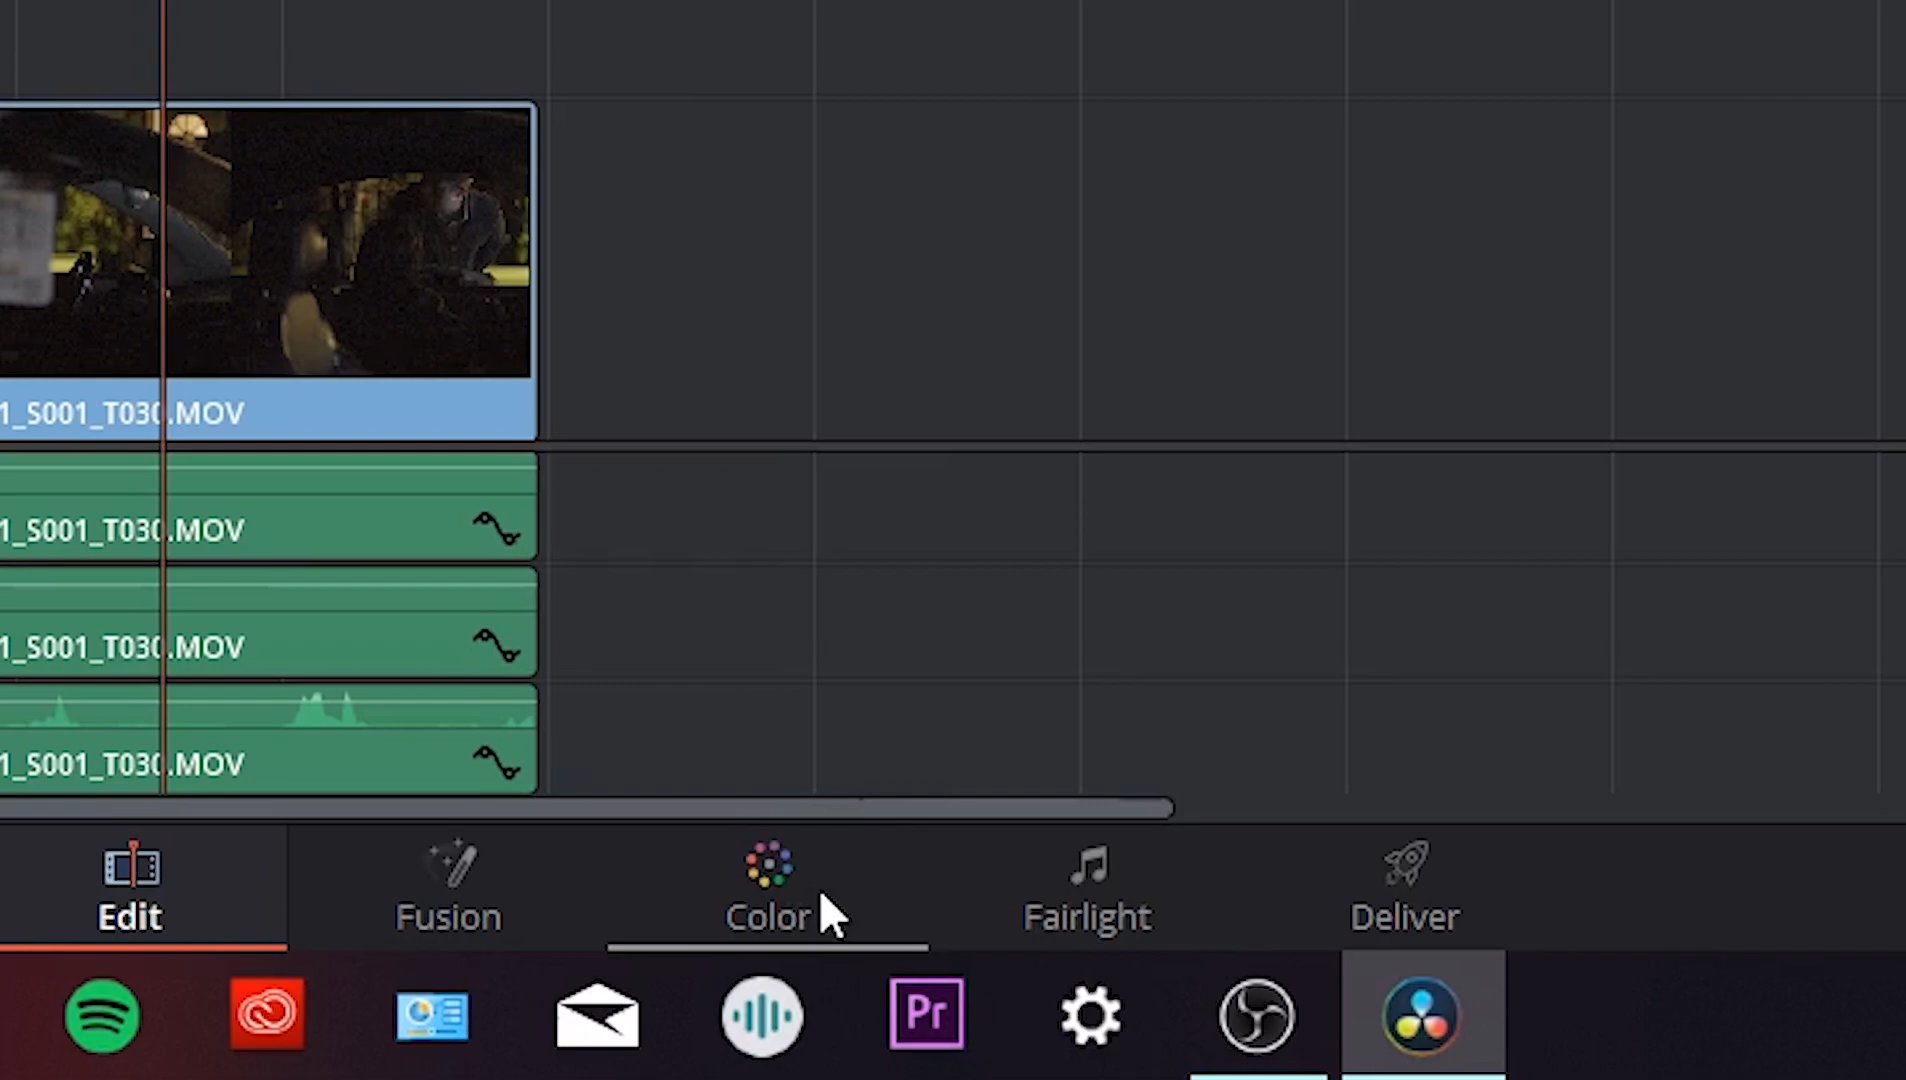 1_S001_T030.MOV
1_S001_T030.MOV
1_S001_T030.MOV
1_S001_T030.MOV
Edit
Fusion
Color
Fairlight
Deliver
Pr